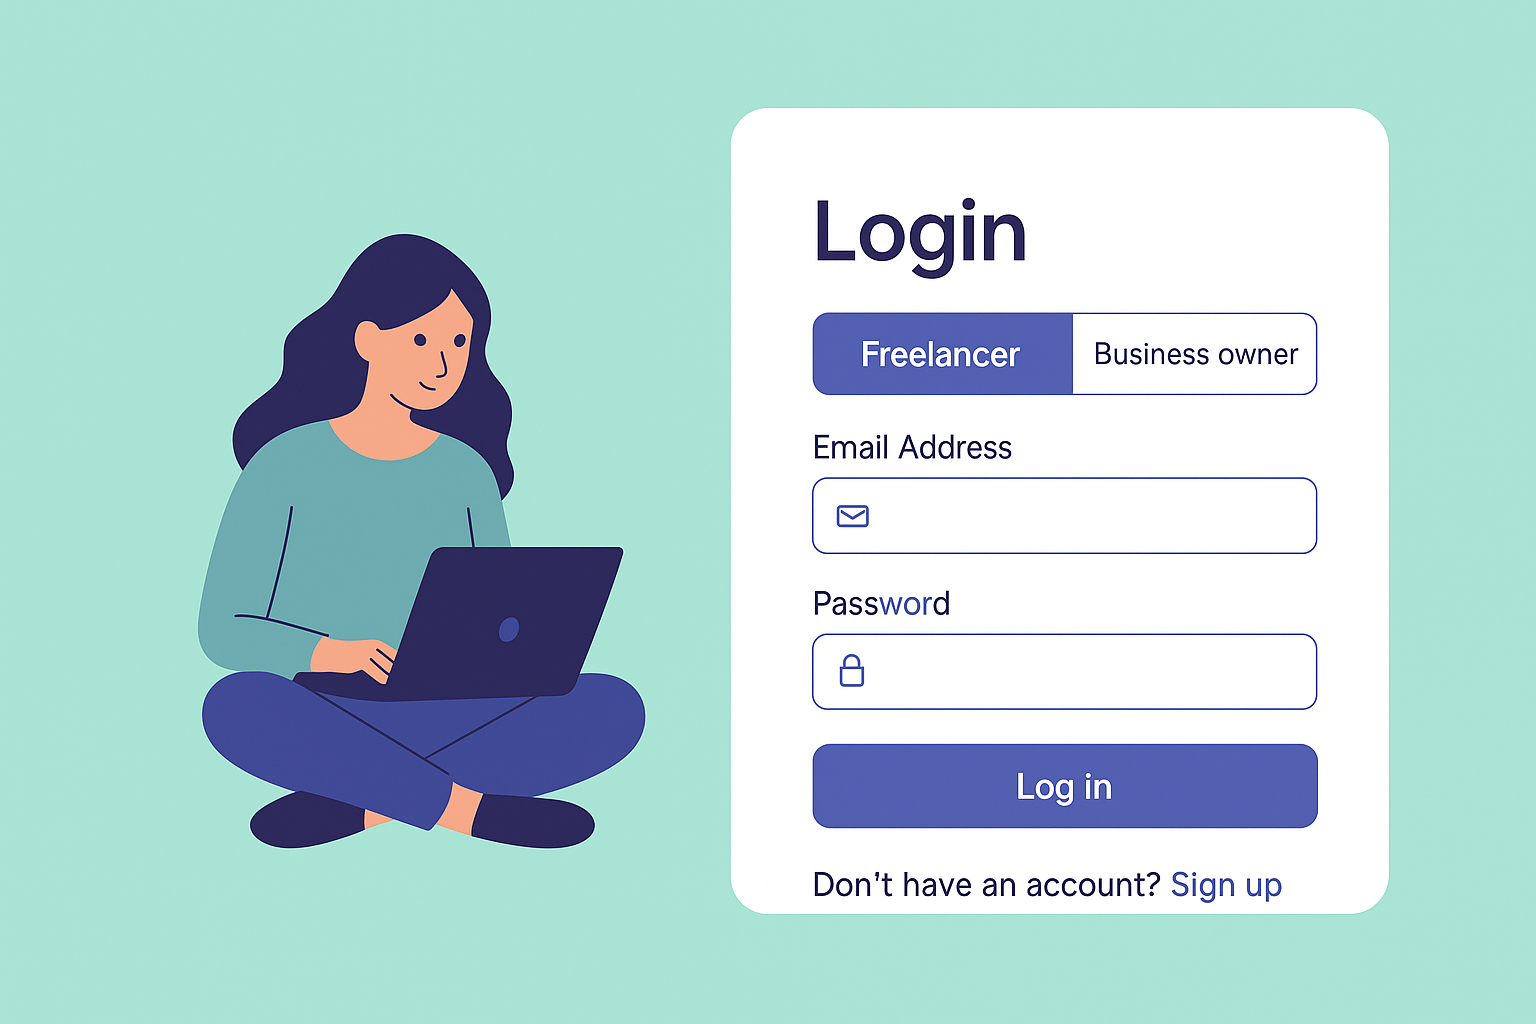 Login
Freelancer
Business owner
Email Address
Password
Log in
Don't have an account? Sign up